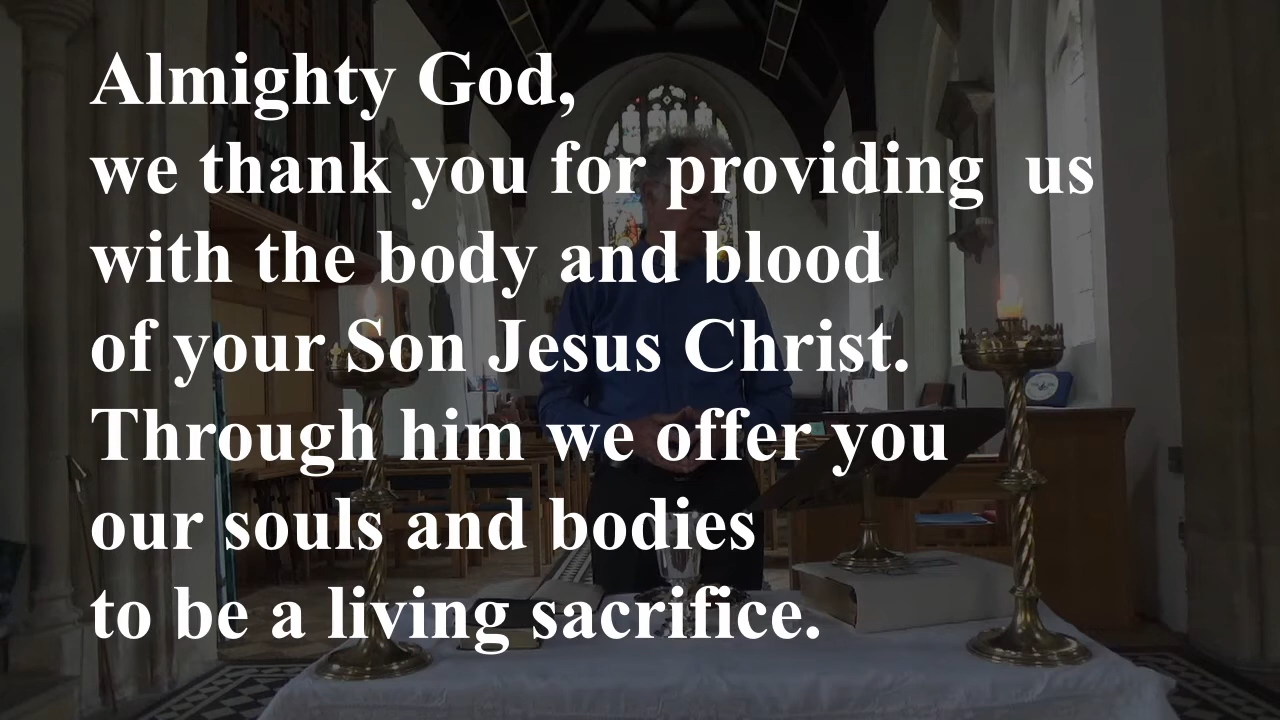 Almighty God,
we thank you for providing  us
with the body and blood
of your Son Jesus Christ.
Through him we offer you
our souls and bodies
to be a living sacrifice.